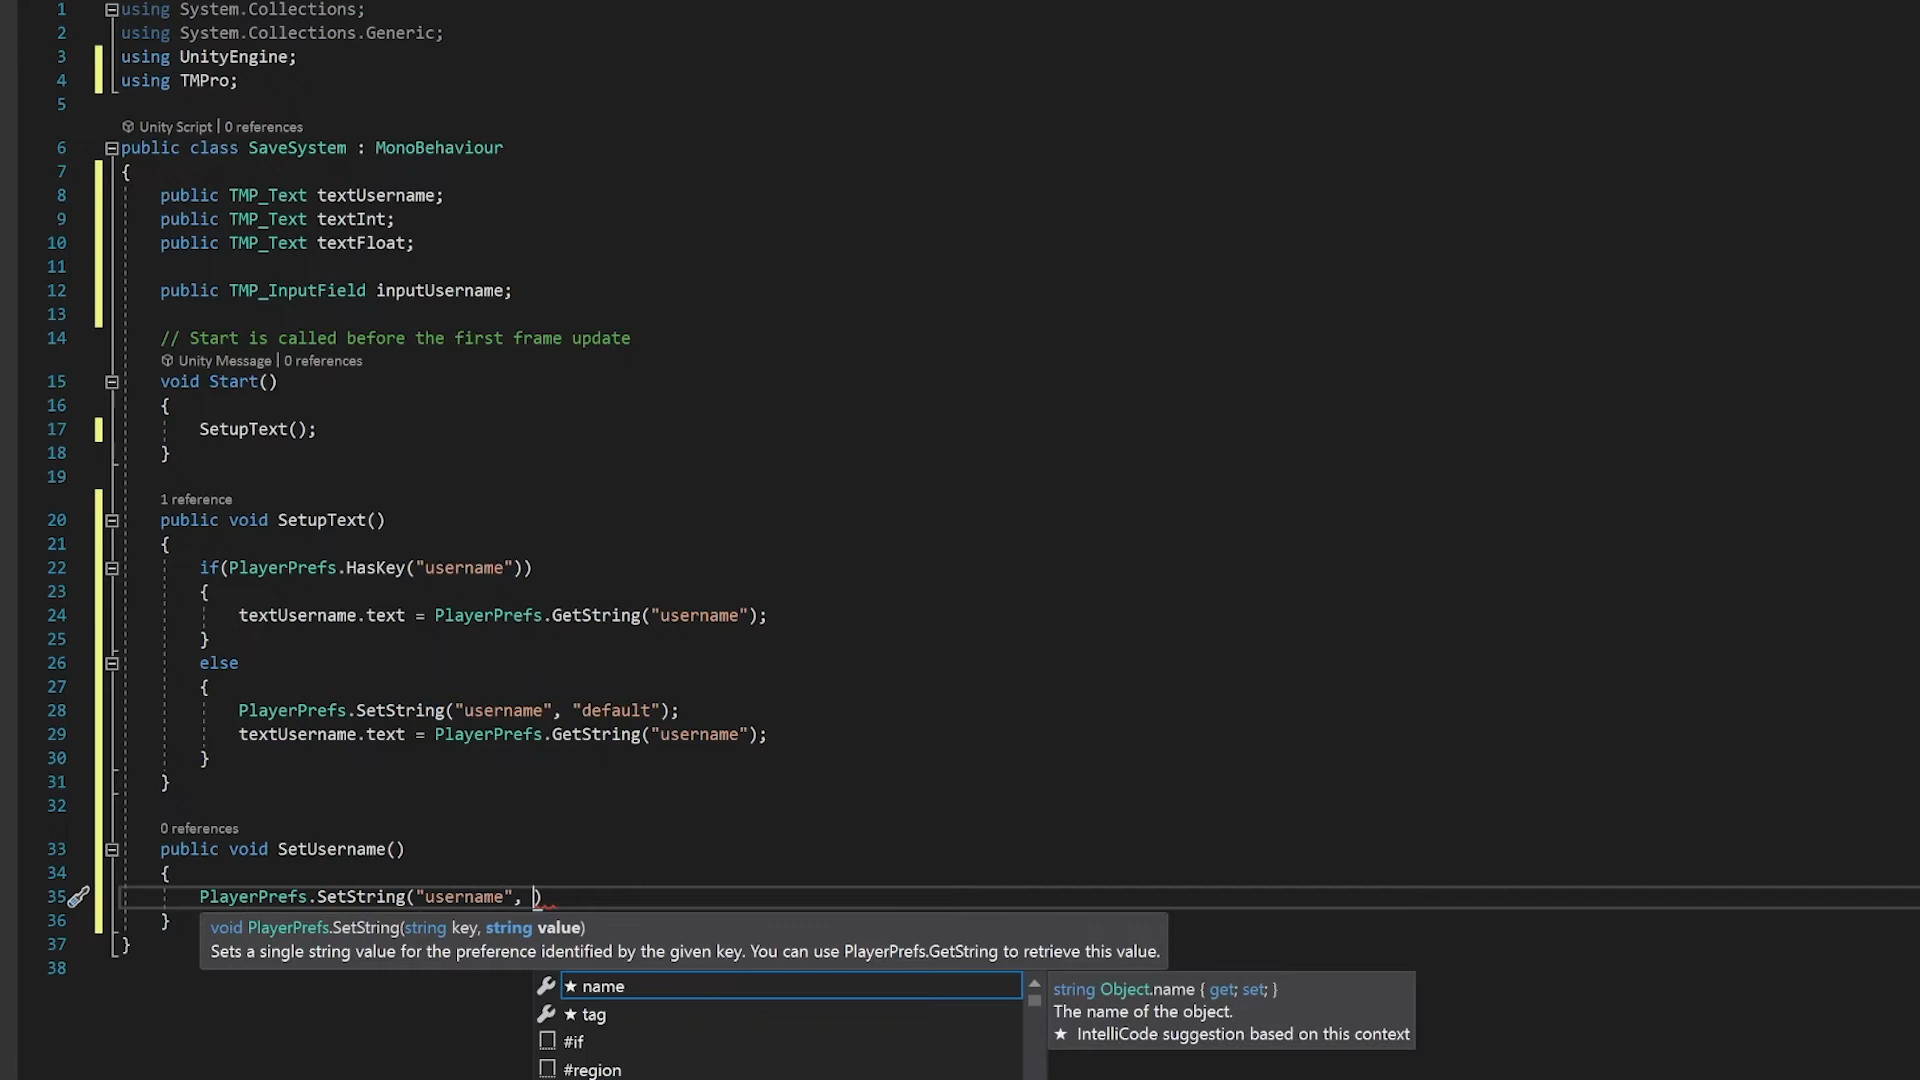 1 using System.Collections;
2 using System.Collections.Generic;
3 using UnityEngine;
4 using TMPro;
5
Unity Script | 0 references
6 public class SaveSystem : MonoBehaviour
7 {
8 public TMP_Text textUsername;
9 public TMP_Text textInt;
10 public TMP_Text textFloat;
11
12 public TMP_InputField inputUsername;
13
14 // Start is called before the first frame update
Unity Message | 0 references
15 void Start()
16 {
17 SetupText();
18 }
19
1 reference
20 public void SetupText()
21 {
22 if(PlayerPrefs.HasKey("username"))
23 {
24 textUsername.text = PlayerPrefs.GetString("username");
25 }
26 else
27 {
28 PlayerPrefs.SetString("username", "default");
29 textUsername.text = PlayerPrefs.GetString("username");
30 }
31 }
32
0 references
33 public void SetUsername()
34 {
35 PlayerPrefs.SetString("username", )
36 }
37 }
38
void PlayerPrefs.SetString(string key, string value)
Sets a single string value for the preference identified by the given key. You can use PlayerPrefs.GetString to retrieve this value.
★ name
★ tag
#if
#region
string Object.name { get; set; }
The name of the object.
★ IntelliCode suggestion based on this context